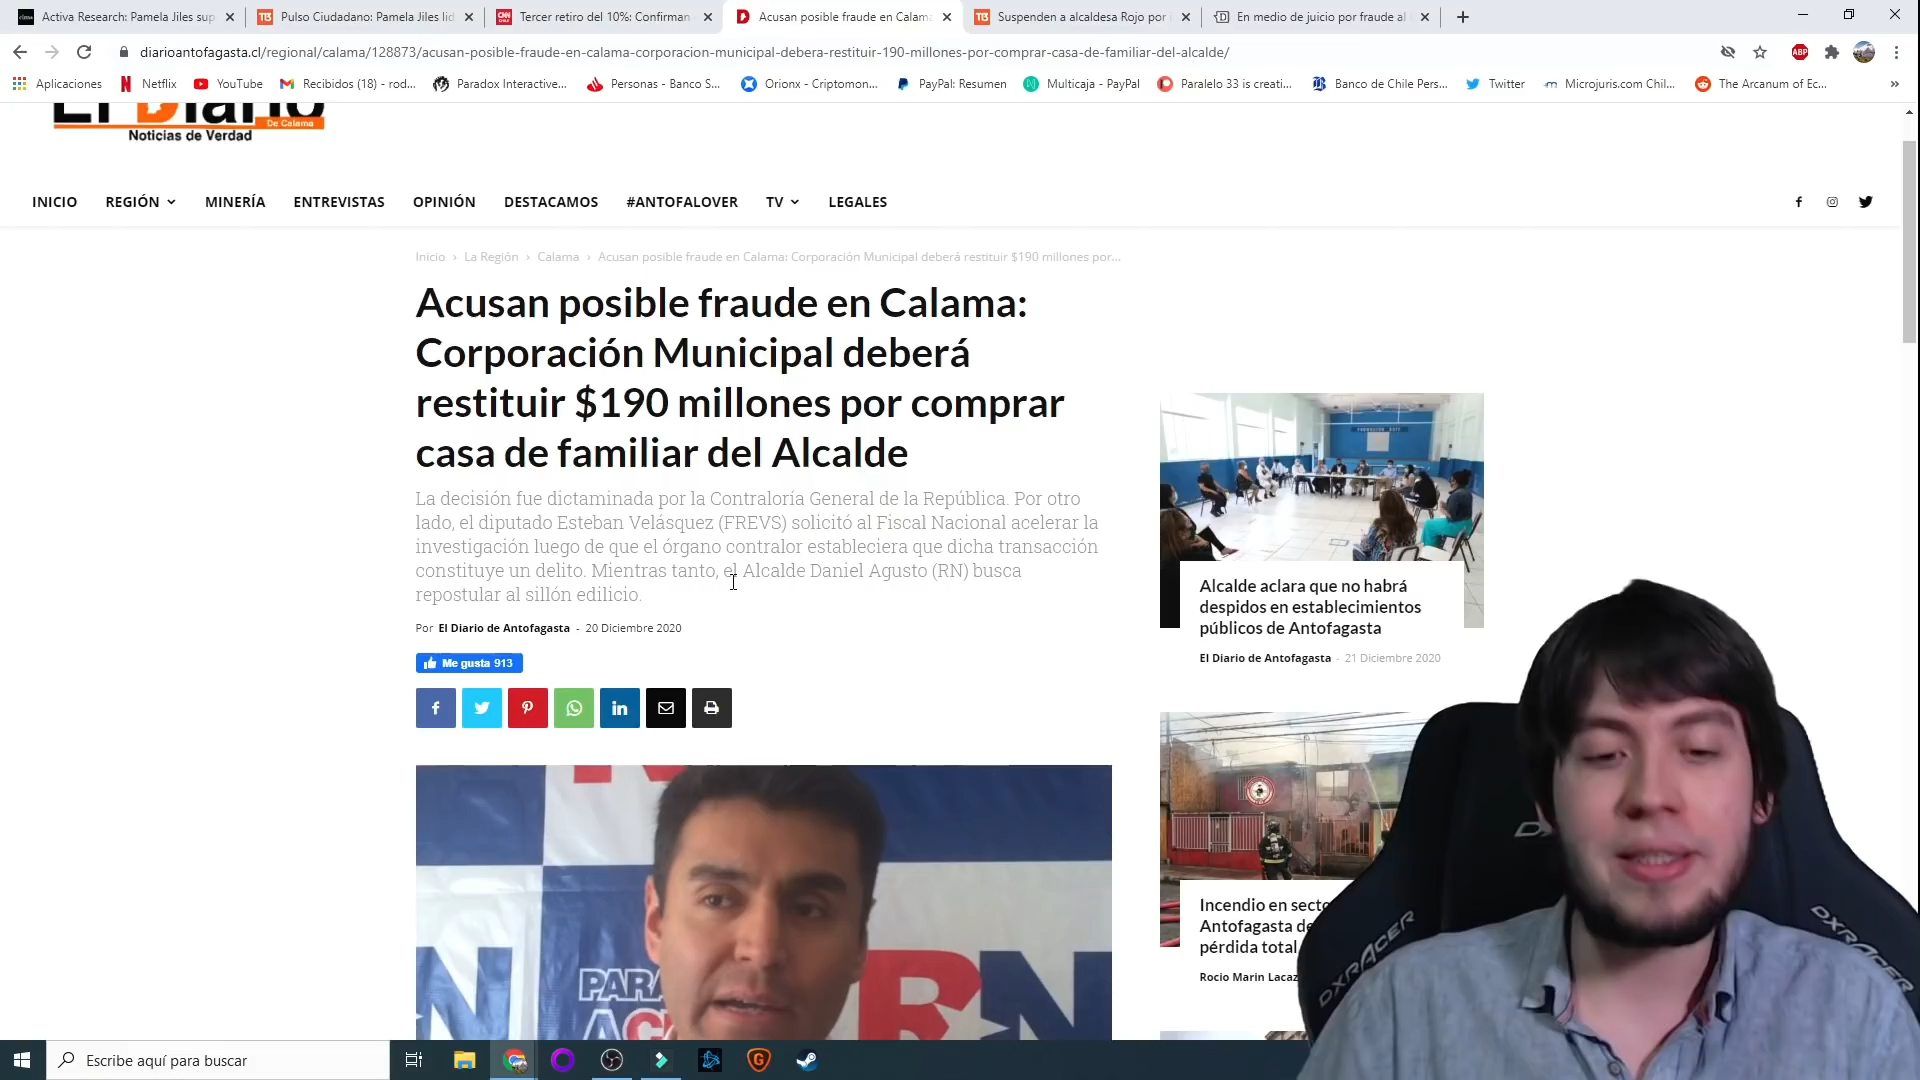 Activa Research: Pamela Jiles sup
Pulso Ciudadano: Pamela Jiles lid
Tercer retiro del 10%: Confirman
Acusan posible fraude en Calama
Suspenden a alcaldesa Rojo por
En medio de juicio por fraude al
diarioantofagasta.cl/regional/calama/128873/acusan-posible-fraude-en-calama-corporacion-municipal-debera-restituir-190-millones-por-comprar-casa-de-familiar-del-alcalde/
ABP
Aplicaciones
Netflix
YouTube
Recibidos (18) - rod...
Paradox Interactive...
Personas - Banco S...
Orionx - Criptomon...
PayPal: Resumen
Multicaja - PayPal
Paralelo 33 is creati...
Banco de Chile Pers...
Twitter
Microjuris.com Chil...
The Arcanum of Ec...
El Diario
De Calama
Noticias de Verdad
INICIO
REGIÓN
MINERÍA
ENTREVISTAS
OPINIÓN
DESTACAMOS
#ANTOFALOVER
TV
LEGALES
Inicio › La Región › Calama › Acusan posible fraude en Calama: Corporación Municipal deberá restituir $190 millones por...
Acusan posible fraude en Calama:
Corporación Municipal deberá
restituir $190 millones por comprar
casa de familiar del Alcalde
La decisión fue dictaminada por la Contraloría General de la República. Por otro
lado, el diputado Esteban Velásquez (FREVS) solicitó al Fiscal Nacional acelerar la
investigación luego de que el órgano contralor estableciera que dicha transacción
constituye un delito. Mientras tanto, el Alcalde Daniel Agusto (RN) busca
repostular al sillón edilicio.
Por El Diario de Antofagasta - 20 Diciembre 2020
Me gusta 913
Alcalde aclara que no habrá
despidos en establecimientos
públicos de Antofagasta
El Diario de Antofagasta - 21 Diciembre 2020
Incendio en secto
Antofagasta de
pérdida total
Rocio Marin Lacaz
PARA
AC
RN
N
DXRACER
DXRACER
Escribe aquí para buscar